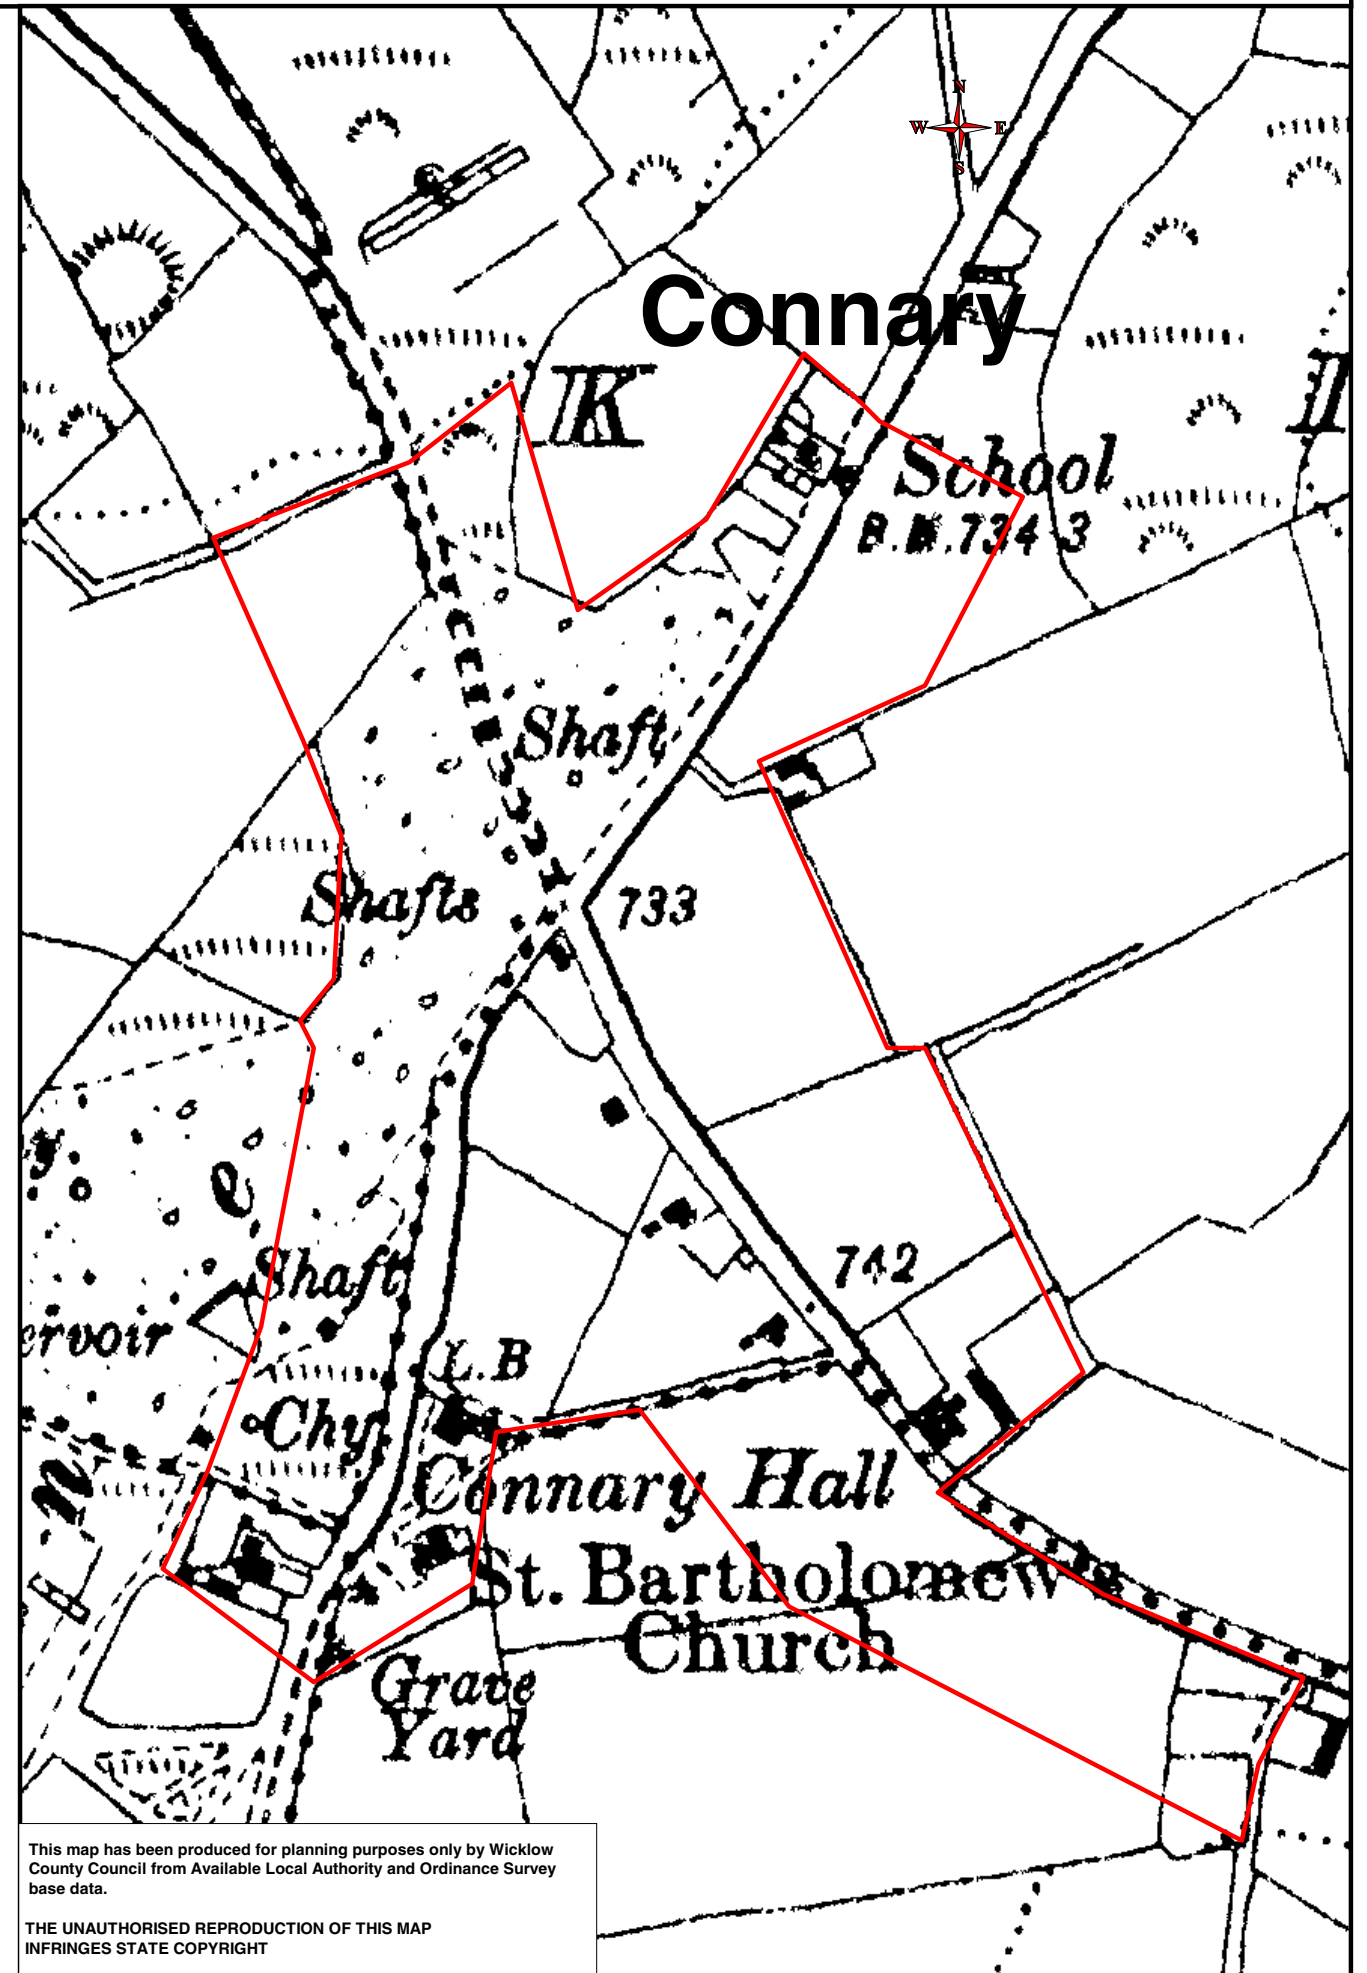 N
W E
S
Connary
K
School
B.M.734 3
Shaft
Shafts
733
e
Shaft
742
ervoir
L.B
Chy
n
Connary Hall
St. Bartholomew's
Church
Grave
Yard
This map has been produced for planning purposes only by Wicklow
County Council from Available Local Authority and Ordinance Survey
base data.
THE UNAUTHORISED REPRODUCTION OF THIS MAP
INFRINGES STATE COPYRIGHT